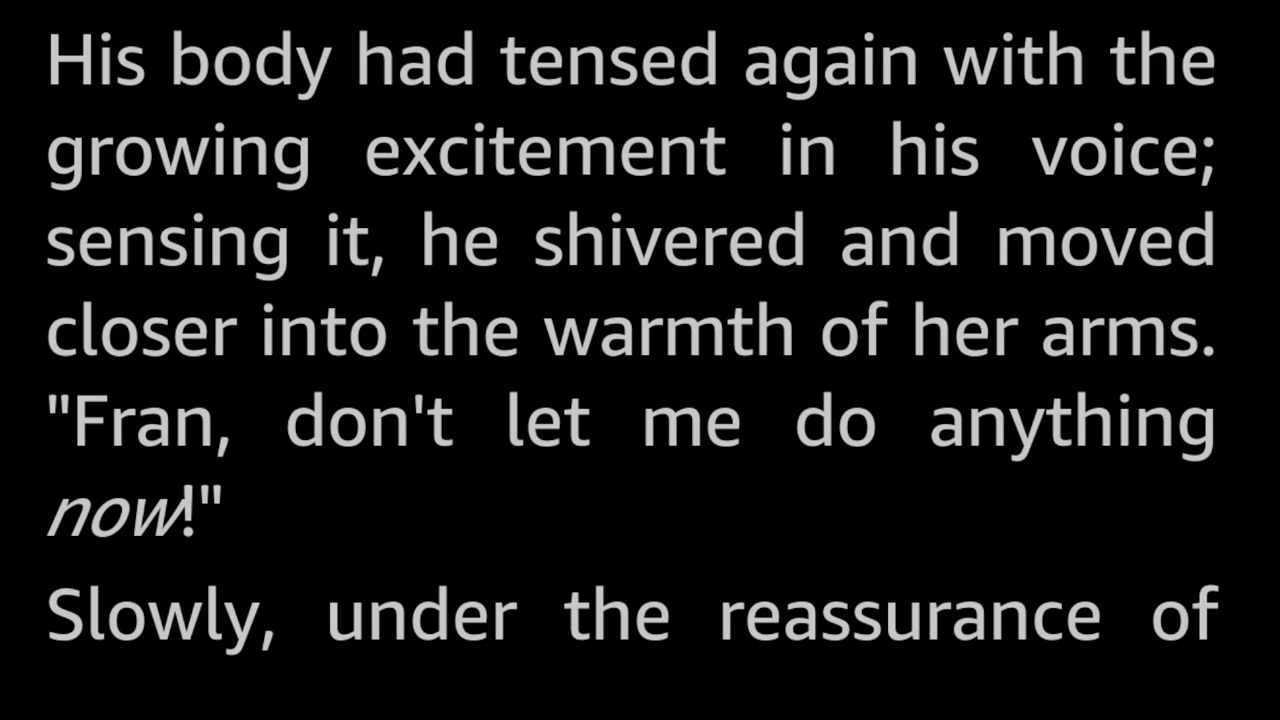 His body had tensed again with the
growing excitement in his voice;
sensing it, he shivered and moved
closer into the warmth of her arms.
"Fran, don't let me do anything
now!"
Slowly, under the reassurance of